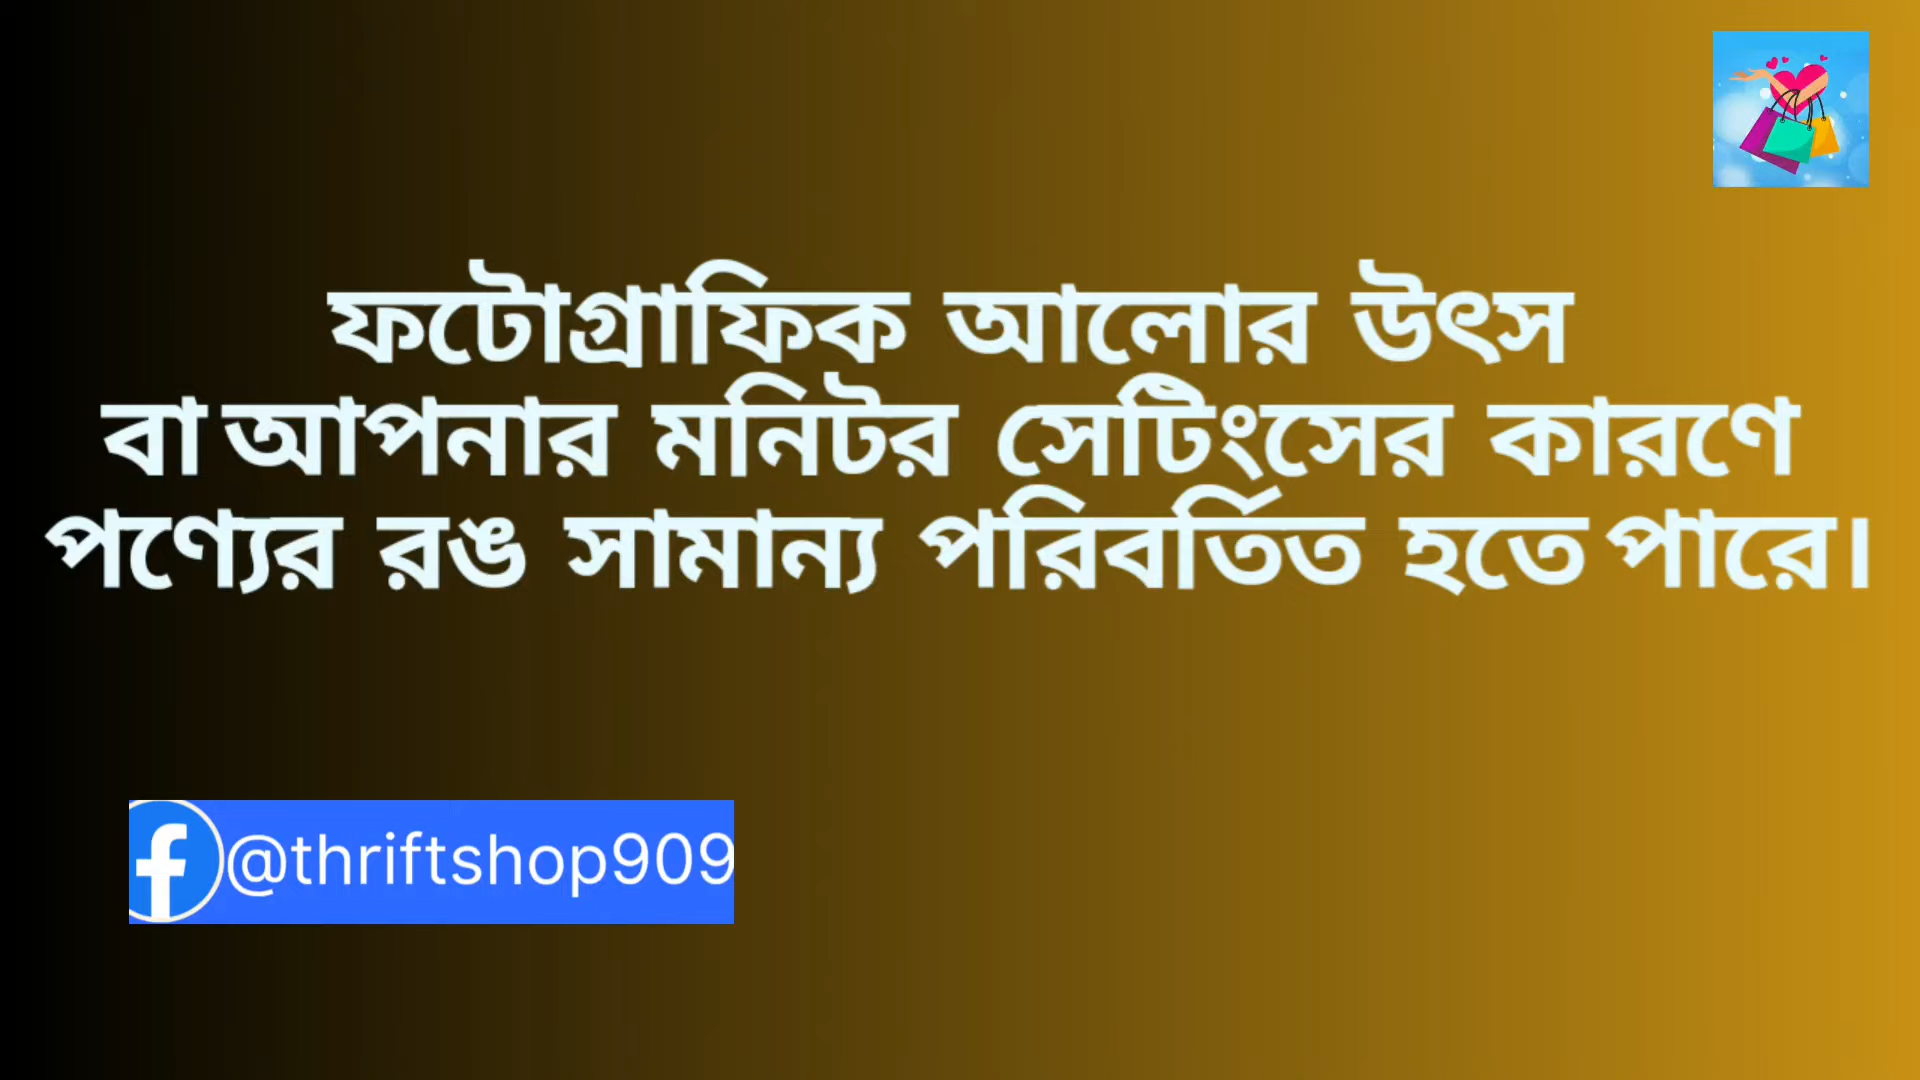 ফটোগ্রাফিক আলোর উৎস
বা আপনার মনিটর সেটিংসের কারণে
পণ্যের রঙ সামান্য পরিবর্তিত হতে পারে।
@thriftshop909